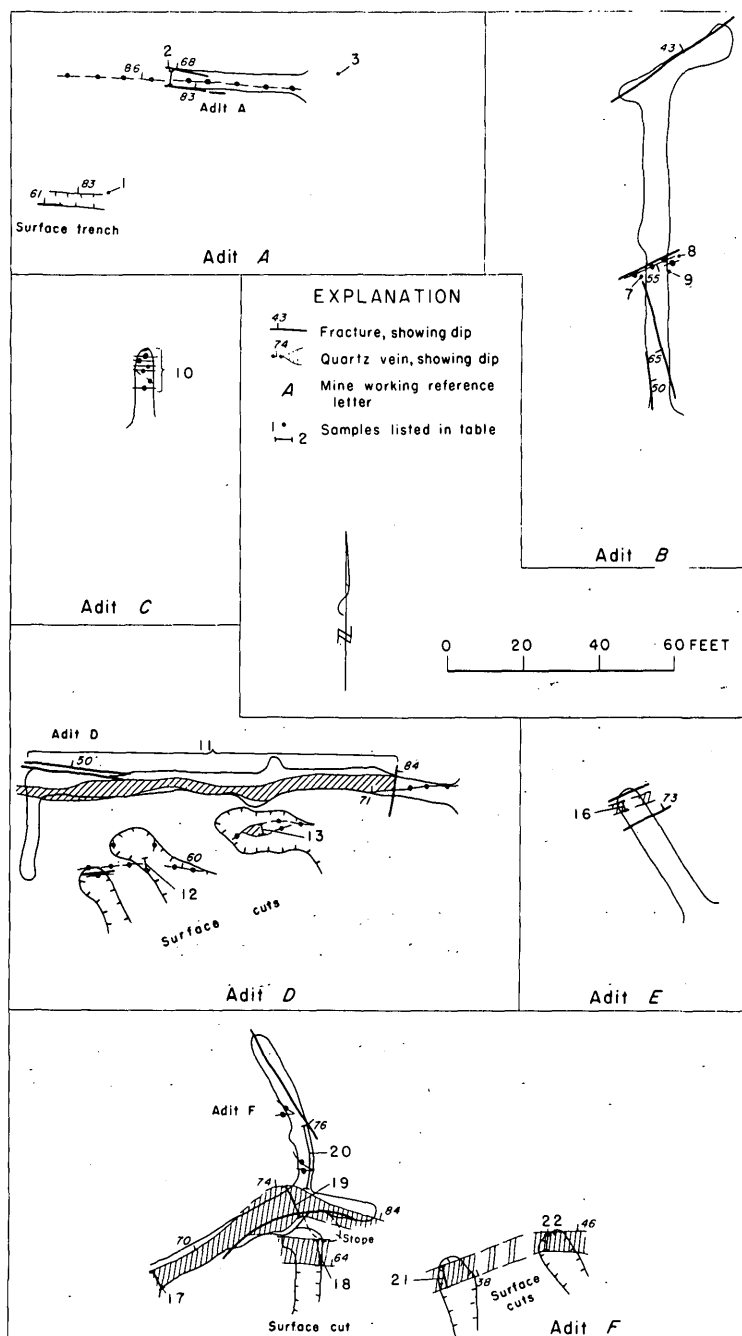 2
68
3
86
83
Adit A
83
1
61
Surface trench
Adit A
43
8
55
7
9
65
50
Adit B
10
Adit C
EXPLANATION
43
Fracture, showing dip
74
Quartz vein, showing dip
A
Mine working reference
letter
1
2
Samples listed in table
N
0 20 40 60 FEET
Adit D
11
50
84
71
13
60
12
Surface cuts
Adit D
16
73
Adit E
Adit F
76
20
74
19
84
Stope
70
64
18
17
Surface cut
22
46
21
38
Surface
cuts
Adit F